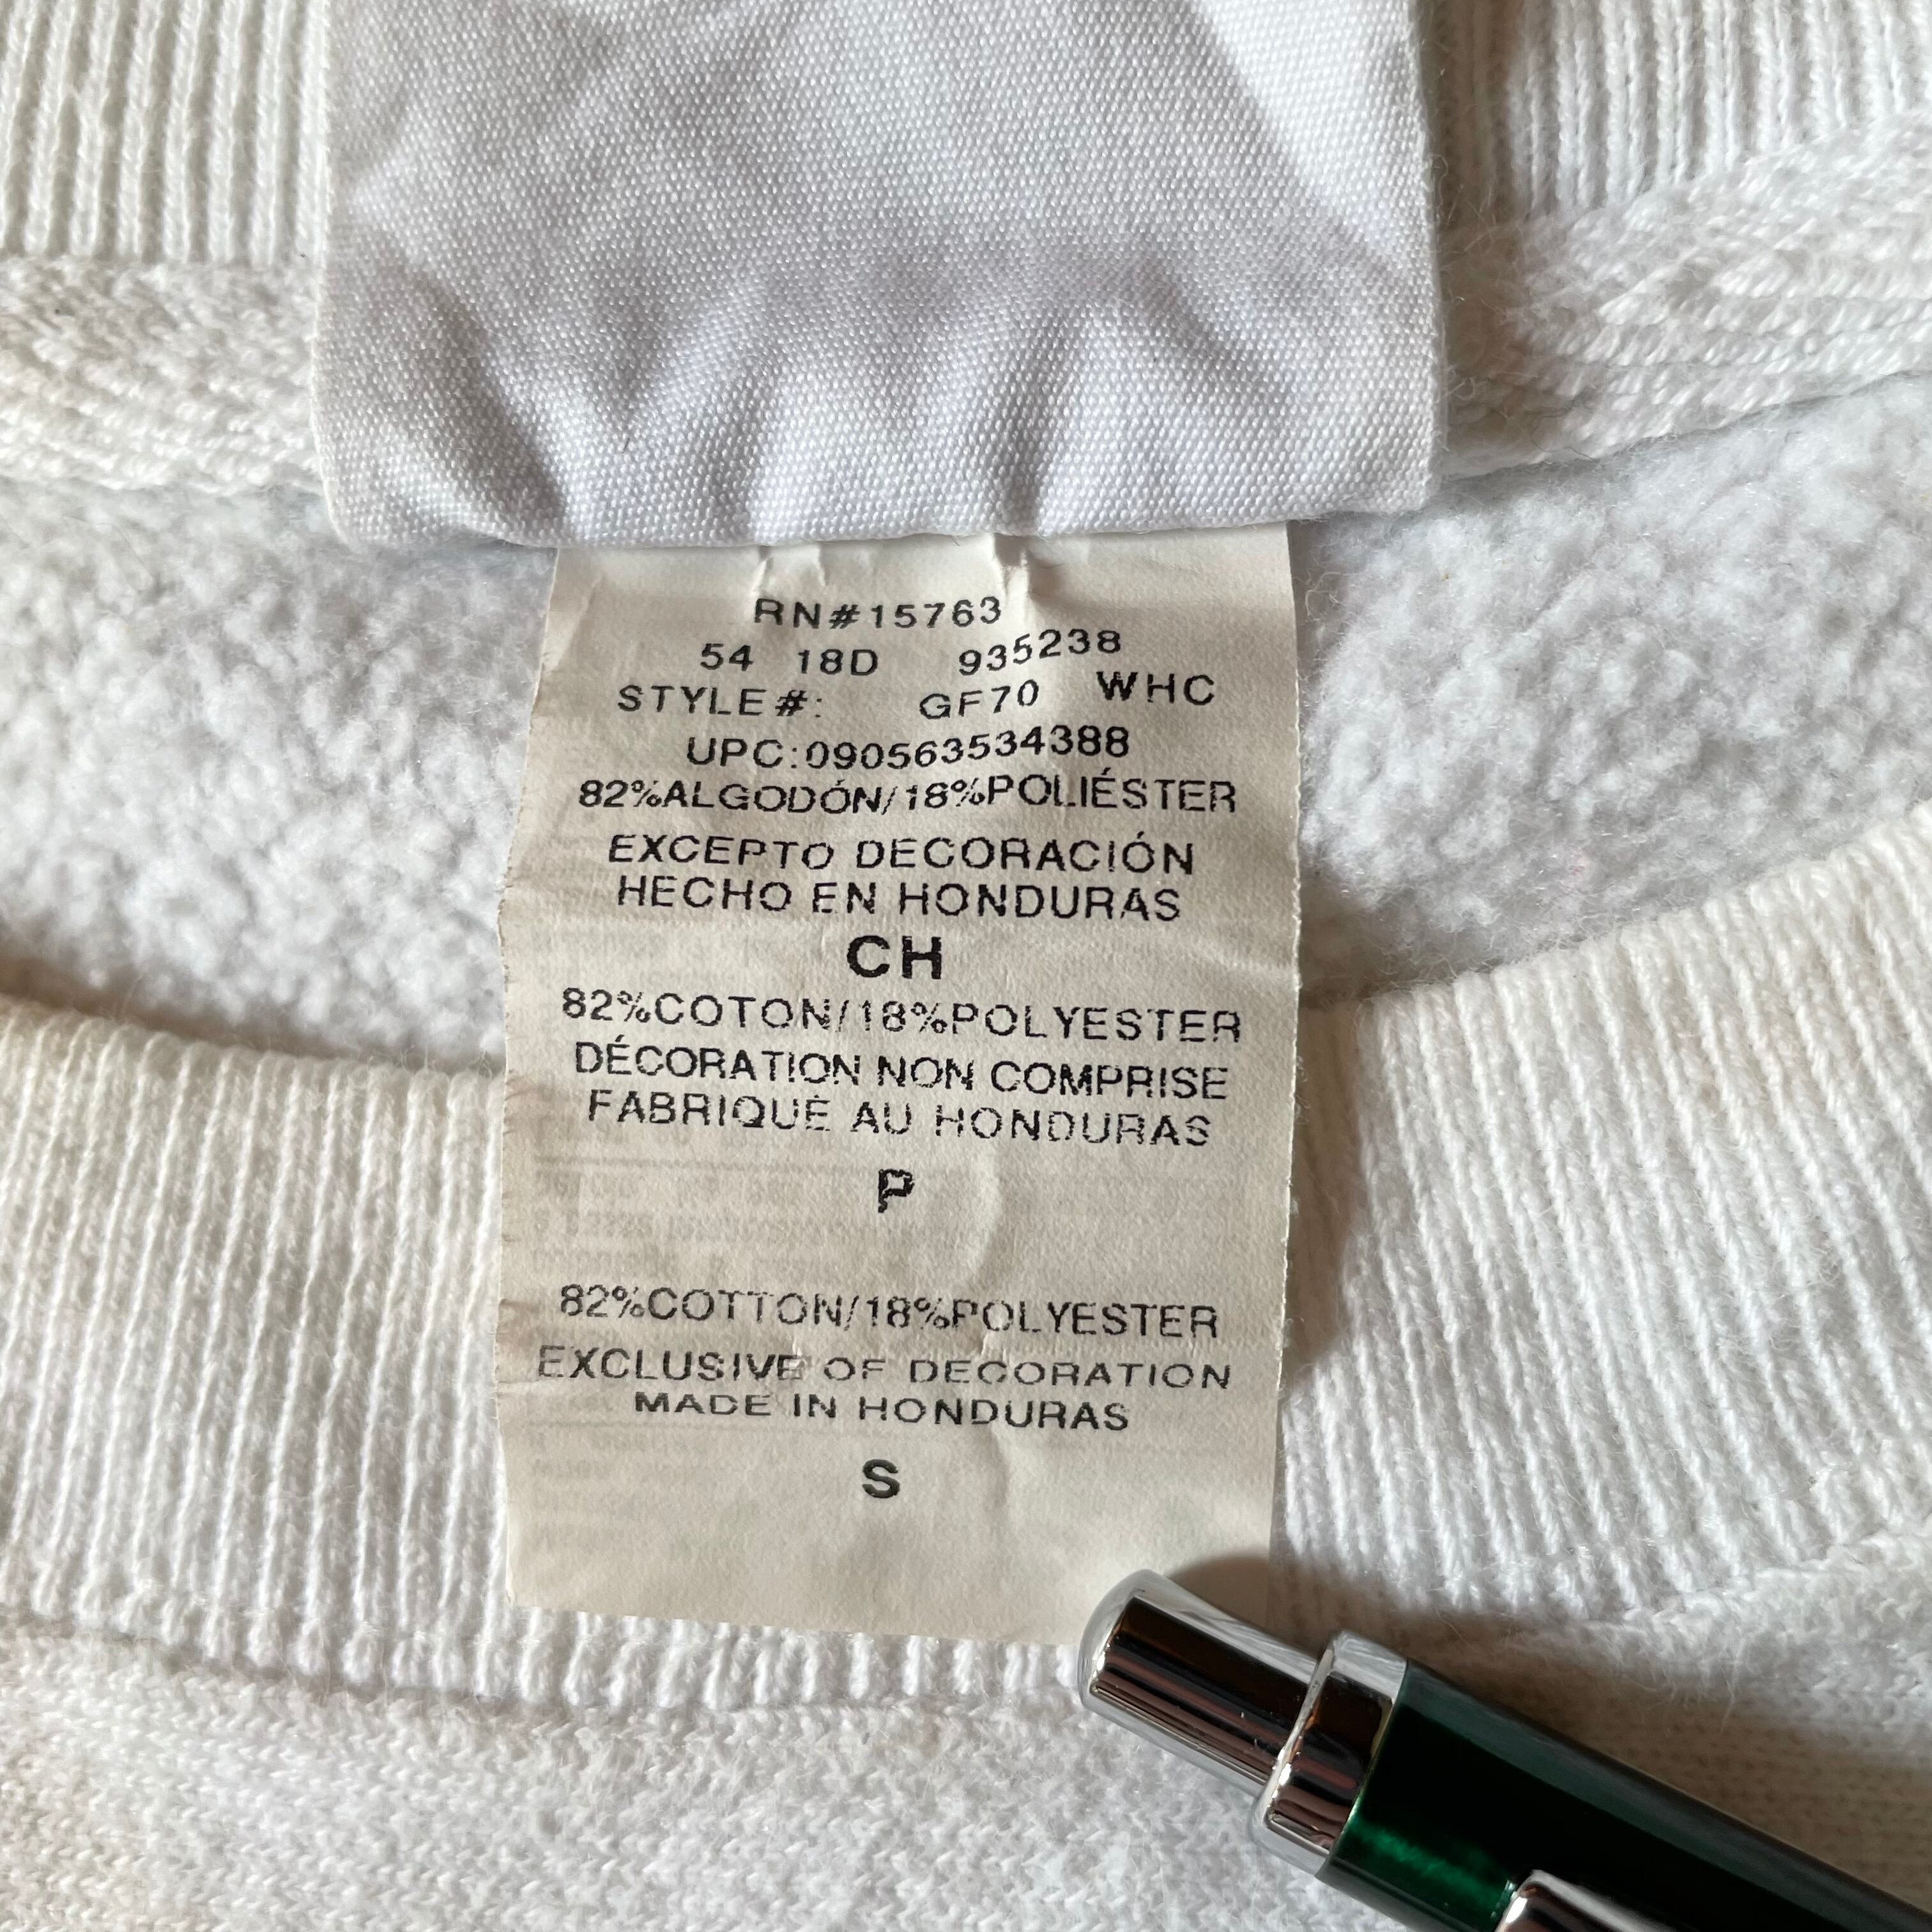 RN#15763
54 18D 935238
STYLE#: GF70 WHC
UPC:090563534388
82%ALGODÓN/18%POLIÉSTER
EXCEPTO DECORACIÓN
HECHO EN HONDURAS
CH
82%COTON/18%POLYESTER
DÉCORATION NON COMPRISE
FABRIQUÉ AU HONDURAS
P
82%COTTON/18%POLYESTER
EXCLUSIVE OF DECORATION
MADE IN HONDURAS
S